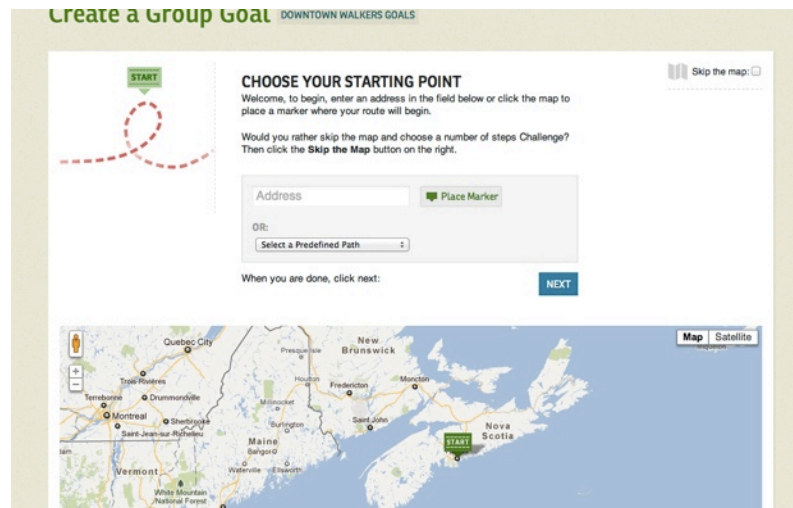 Create a Group Goal DOWNTOWN WALKERS GOALS
START
CHOOSE YOUR STARTING POINT
Welcome, to begin, enter an address in the field below or click the map to
place a marker where your route will begin.
Would you rather skip the map and choose a number of steps Challenge?
Then click the Skip the Map button on the right.
Skip the map:
Address
Place Marker
OR:
Select a Predefined Path
When you are done, click next:
NEXT
Map Satellite
Quebec City
New
Brunswick
Presque Isle
Trois-Rivières
Houlton
Fredericton
Moncton
Terrebonne
Drummondville
Millinocket
Montreal
Sherbrooke
Saint John
Saint-Jean-sur-Richelieu
Burlington
Nova
Scotia
START
Maine
Bangor
Vermont
Waterville
Ellsworth
White Mountain
National Forest